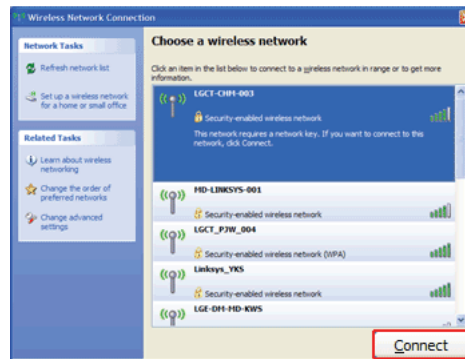 Wireless Network Connection
Network Tasks
Refresh network list
Set up a wireless network
for a home or small office
Related Tasks
Learn about wireless
networking
Change the order of
preferred networks
Change advanced
settings
Choose a wireless network
Click an item in the list below to connect to a wireless network in range or to get more
information.
LGCT-CHM-003
Security-enabled wireless network
This network requires a network key. If you want to connect to this
network, click Connect.
MD-LINKSYS-001
Security-enabled wireless network
LGCT_PJW_004
Security-enabled wireless network (WPA)
Linksys_YKS
Security-enabled wireless network
LGE-DM-MD-KWS
Connect